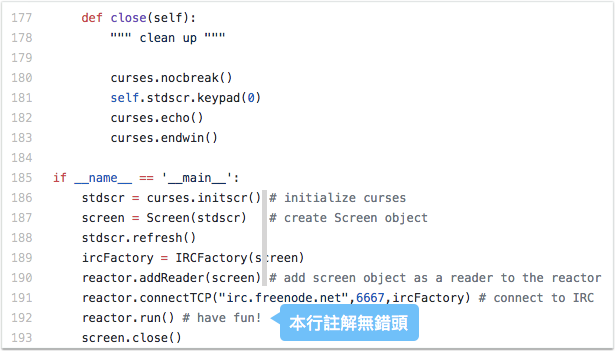 177     def close(self):
178         """ clean up """
179
180         curses.nocbreak()
181         self.stdscr.keypad(0)
182         curses.echo()
183         curses.endwin()
184
185 if __name__ == '__main__':
186     stdscr = curses.initscr() # initialize curses
187     screen = Screen(stdscr)   # create Screen object
188     stdscr.refresh()
189     ircFactory = IRCFactory(screen)
190     reactor.addReader(screen) # add screen object as a reader to the reactor
191     reactor.connectTCP("irc.freenode.net",6667,ircFactory) # connect to IRC
192     reactor.run() # have fun! 本行註解無錨頭
193     screen.close()